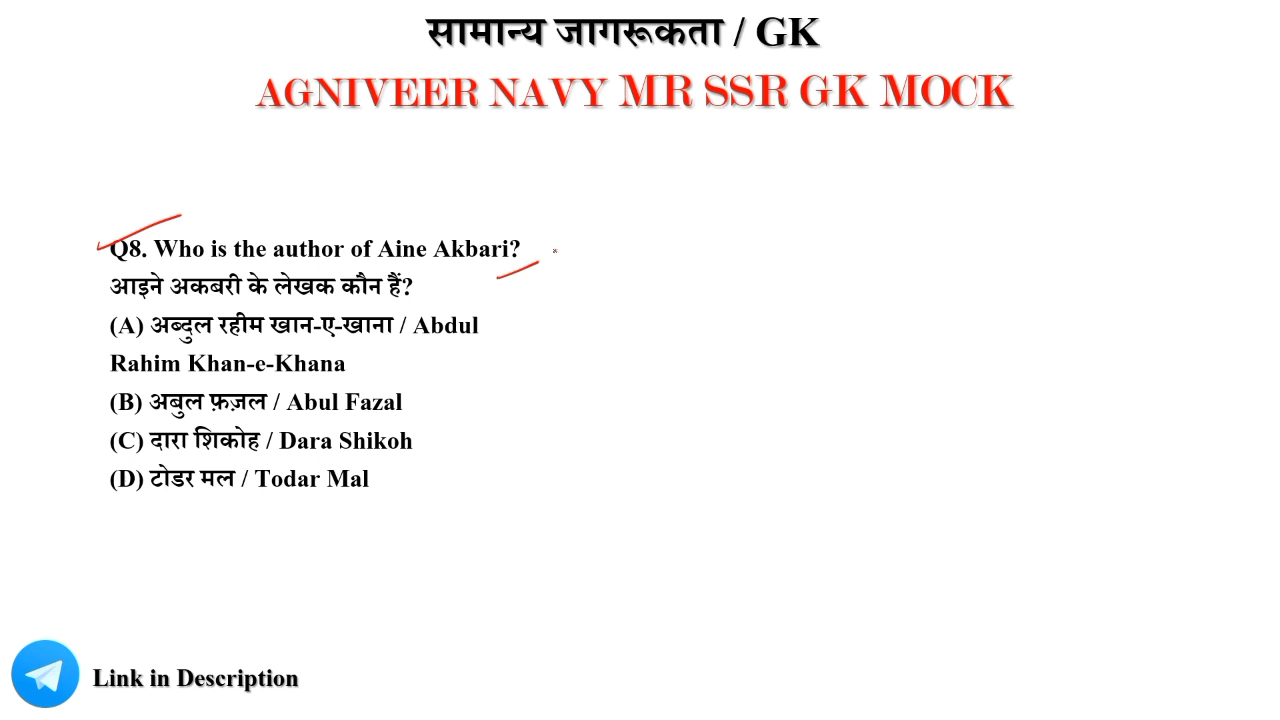 सामान्य जागरूकता / GK
AGNIVEER NAVY MR SSR GK MOCK
Q8. Who is the author of Aine Akbari?
आइने अकबरी के लेखक कौन हैं?
(A) अब्दुल रहीम खान-ए-खाना / Abdul
Rahim Khan-e-Khana
(B) अबुल फ़ज़ल / Abul Fazal
(C) दारा शिकोह / Dara Shikoh
(D) टोडर मल / Todar Mal
Link in Description